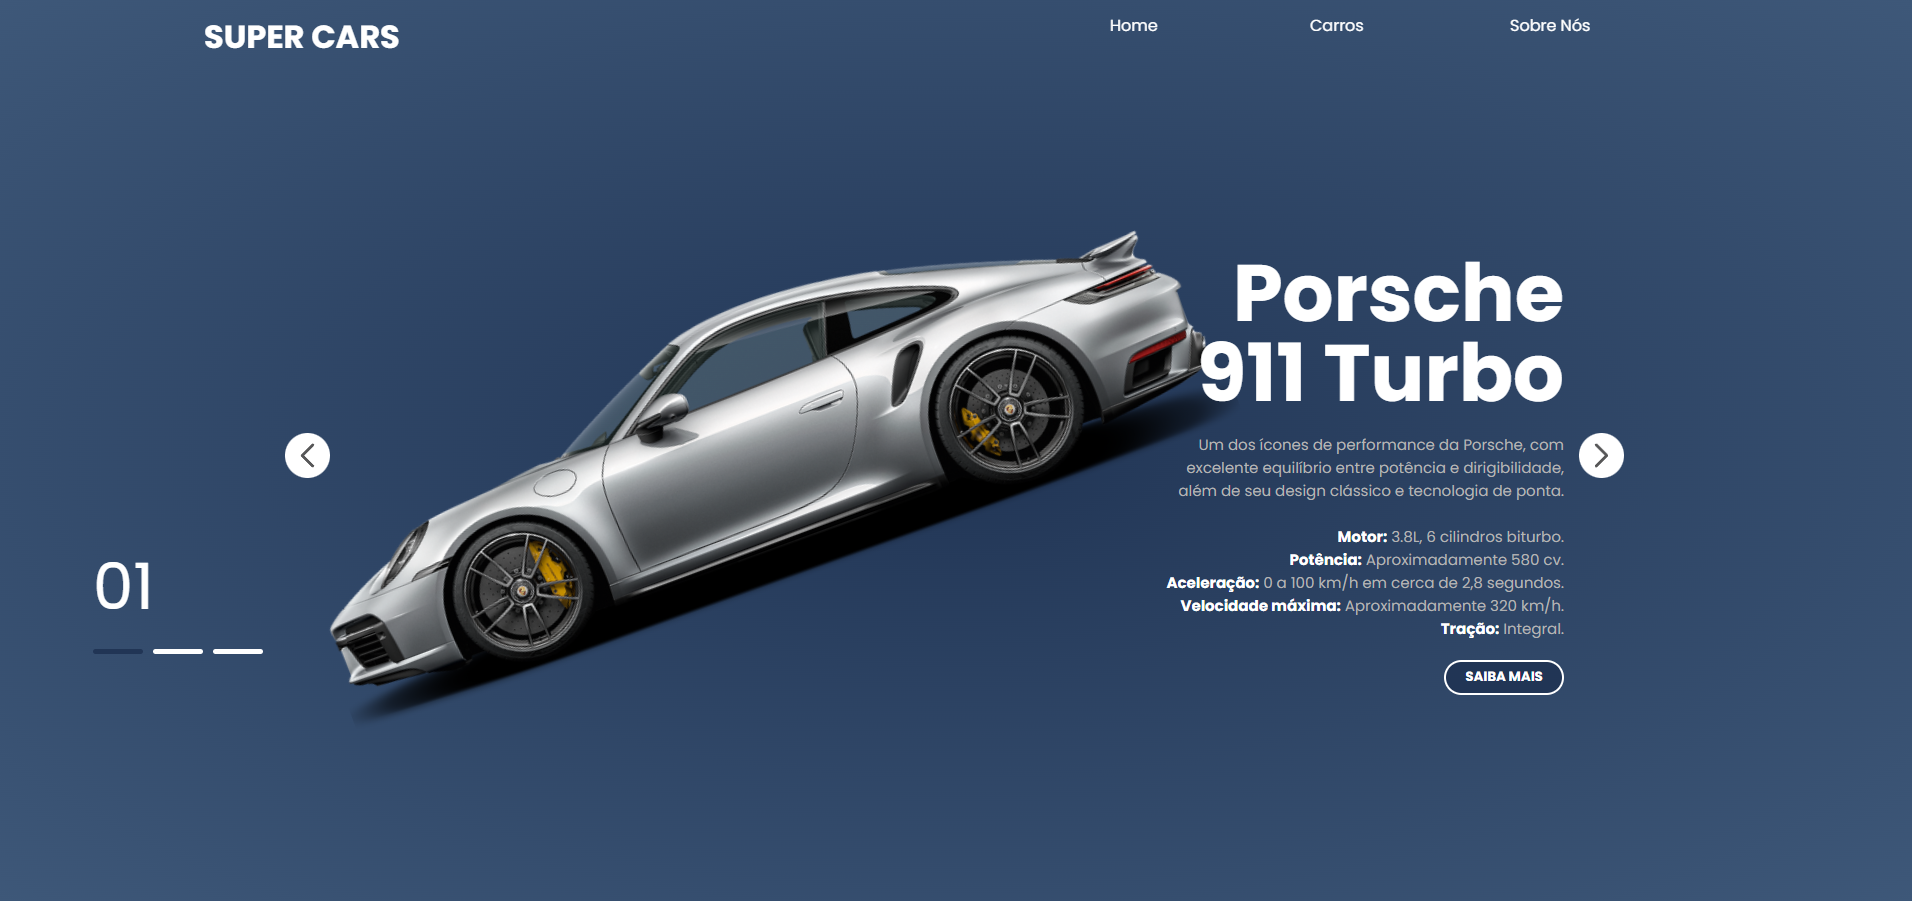 SUPER CARS
Home
Carros
Sobre Nós
Porsche
911 Turbo
Um dos ícones de performance da Porsche, com
excelente equilíbrio entre potência e dirigibilidade,
além de seu design clássico e tecnologia de ponta.
Motor: 3.8L, 6 cilindros biturbo.
Potência: Aproximadamente 580 cv.
Aceleração: 0 a 100 km/h em cerca de 2,8 segundos.
Velocidade máxima: Aproximadamente 320 km/h.
Tração: Integral.
SAIBA MAIS
01